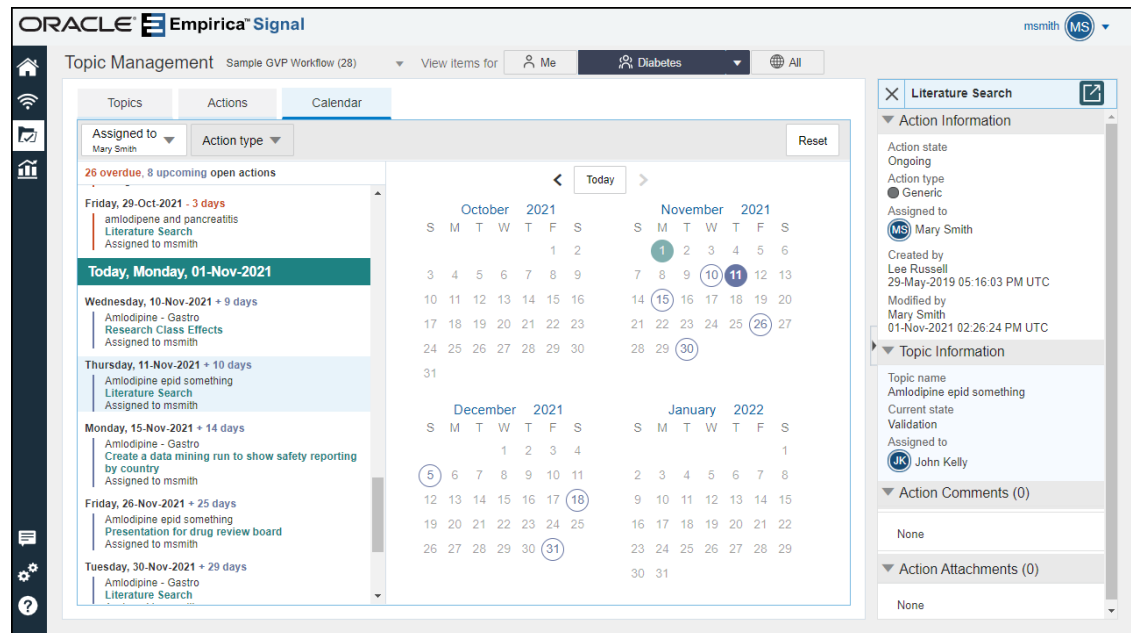 ORACLE® Empirica™ Signal
msmith MS
Topic Management Sample GVP Workflow (28) View items for Me Diabetes All
Topics Actions Calendar
Assigned to
Mary Smith
Action type
Reset
26 overdue, 8 upcoming open actions
Friday, 29-Oct-2021 - 3 days
amlodipene and pancreatitis
Literature Search
Assigned to msmith
Today, Monday, 01-Nov-2021
Wednesday, 10-Nov-2021 + 9 days
Amlodipine - Gastro
Research Class Effects
Assigned to msmith
Thursday, 11-Nov-2021 + 10 days
Amlodipine epid something
Literature Search
Assigned to msmith
Monday, 15-Nov-2021 + 14 days
Amlodipine - Gastro
Create a data mining run to show safety reporting
by country
Assigned to msmith
Friday, 26-Nov-2021 + 25 days
Amlodipine epid something
Presentation for drug review board
Assigned to msmith
Tuesday, 30-Nov-2021 + 29 days
Amlodipine - Gastro
Literature Search
Today
October 2021
S M T W T F S
1 2
3 4 5 6 7 8 9
10 11 12 13 14 15 16
17 18 19 20 21 22 23
24 25 26 27 28 29 30
31
November 2021
S M T W T F S
1 2 3 4 5 6
7 8 9 10 11 12 13
14 15 16 17 18 19 20
21 22 23 24 25 26 27
28 29 30
December 2021
S M T W T F S
1 2 3 4
5 6 7 8 9 10 11
12 13 14 15 16 17 18
19 20 21 22 23 24 25
26 27 28 29 30 31
January 2022
S M T W T F S
1
2 3 4 5 6 7 8
9 10 11 12 13 14 15
16 17 18 19 20 21 22
23 24 25 26 27 28 29
30 31
Literature Search
Action Information
Action state
Ongoing
Action type
Generic
Assigned to
MS Mary Smith
Created by
Lee Russell
29-May-2019 05:16:03 PM UTC
Modified by
Mary Smith
01-Nov-2021 02:26:24 PM UTC
Topic Information
Topic name
Amlodipine epid something
Current state
Validation
Assigned to
JK John Kelly
Action Comments (0)
None
Action Attachments (0)
None